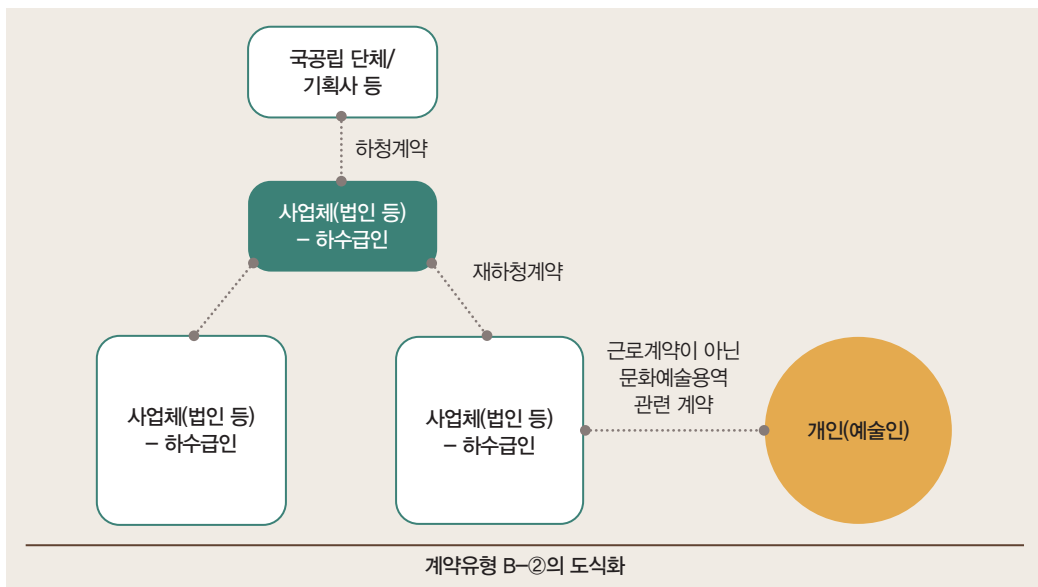 국공립 단체/
기획사 등
하청계약
사업체(법인 등)
– 하수급인
재하청계약
사업체(법인 등)
– 하수급인
사업체(법인 등)
– 하수급인
근로계약이 아닌
문화예술용역
관련 계약
개인(예술인)
계약유형 B–②의 도식화